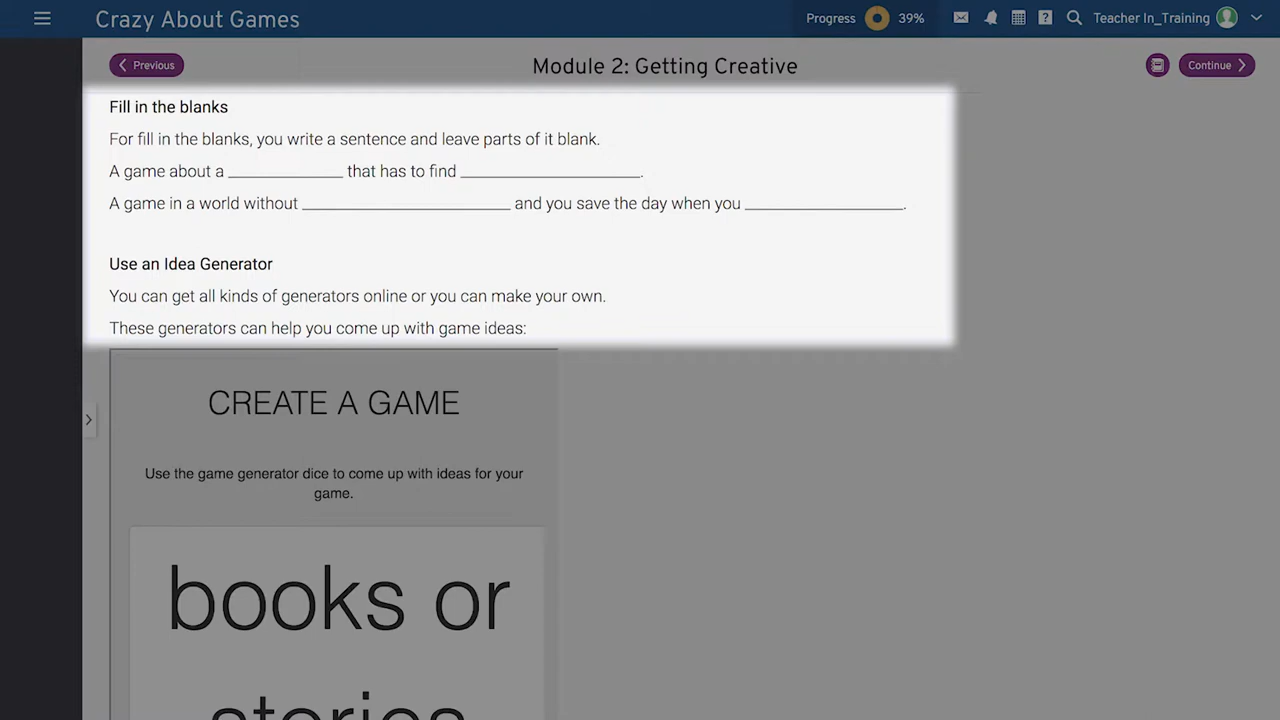 Crazy About Games
Progress 39%
Teacher In_Training
Previous
Module 2: Getting Creative
Continue
Fill in the blanks
For fill in the blanks, you write a sentence and leave parts of it blank.
A game about a _____________ that has to find ____________________.
A game in a world without _______________________ and you save the day when you __________________.
Use an Idea Generator
You can get all kinds of generators online or you can make your own.
These generators can help you come up with game ideas:
CREATE A GAME
Use the game generator dice to come up with ideas for your
game.
books or
stories